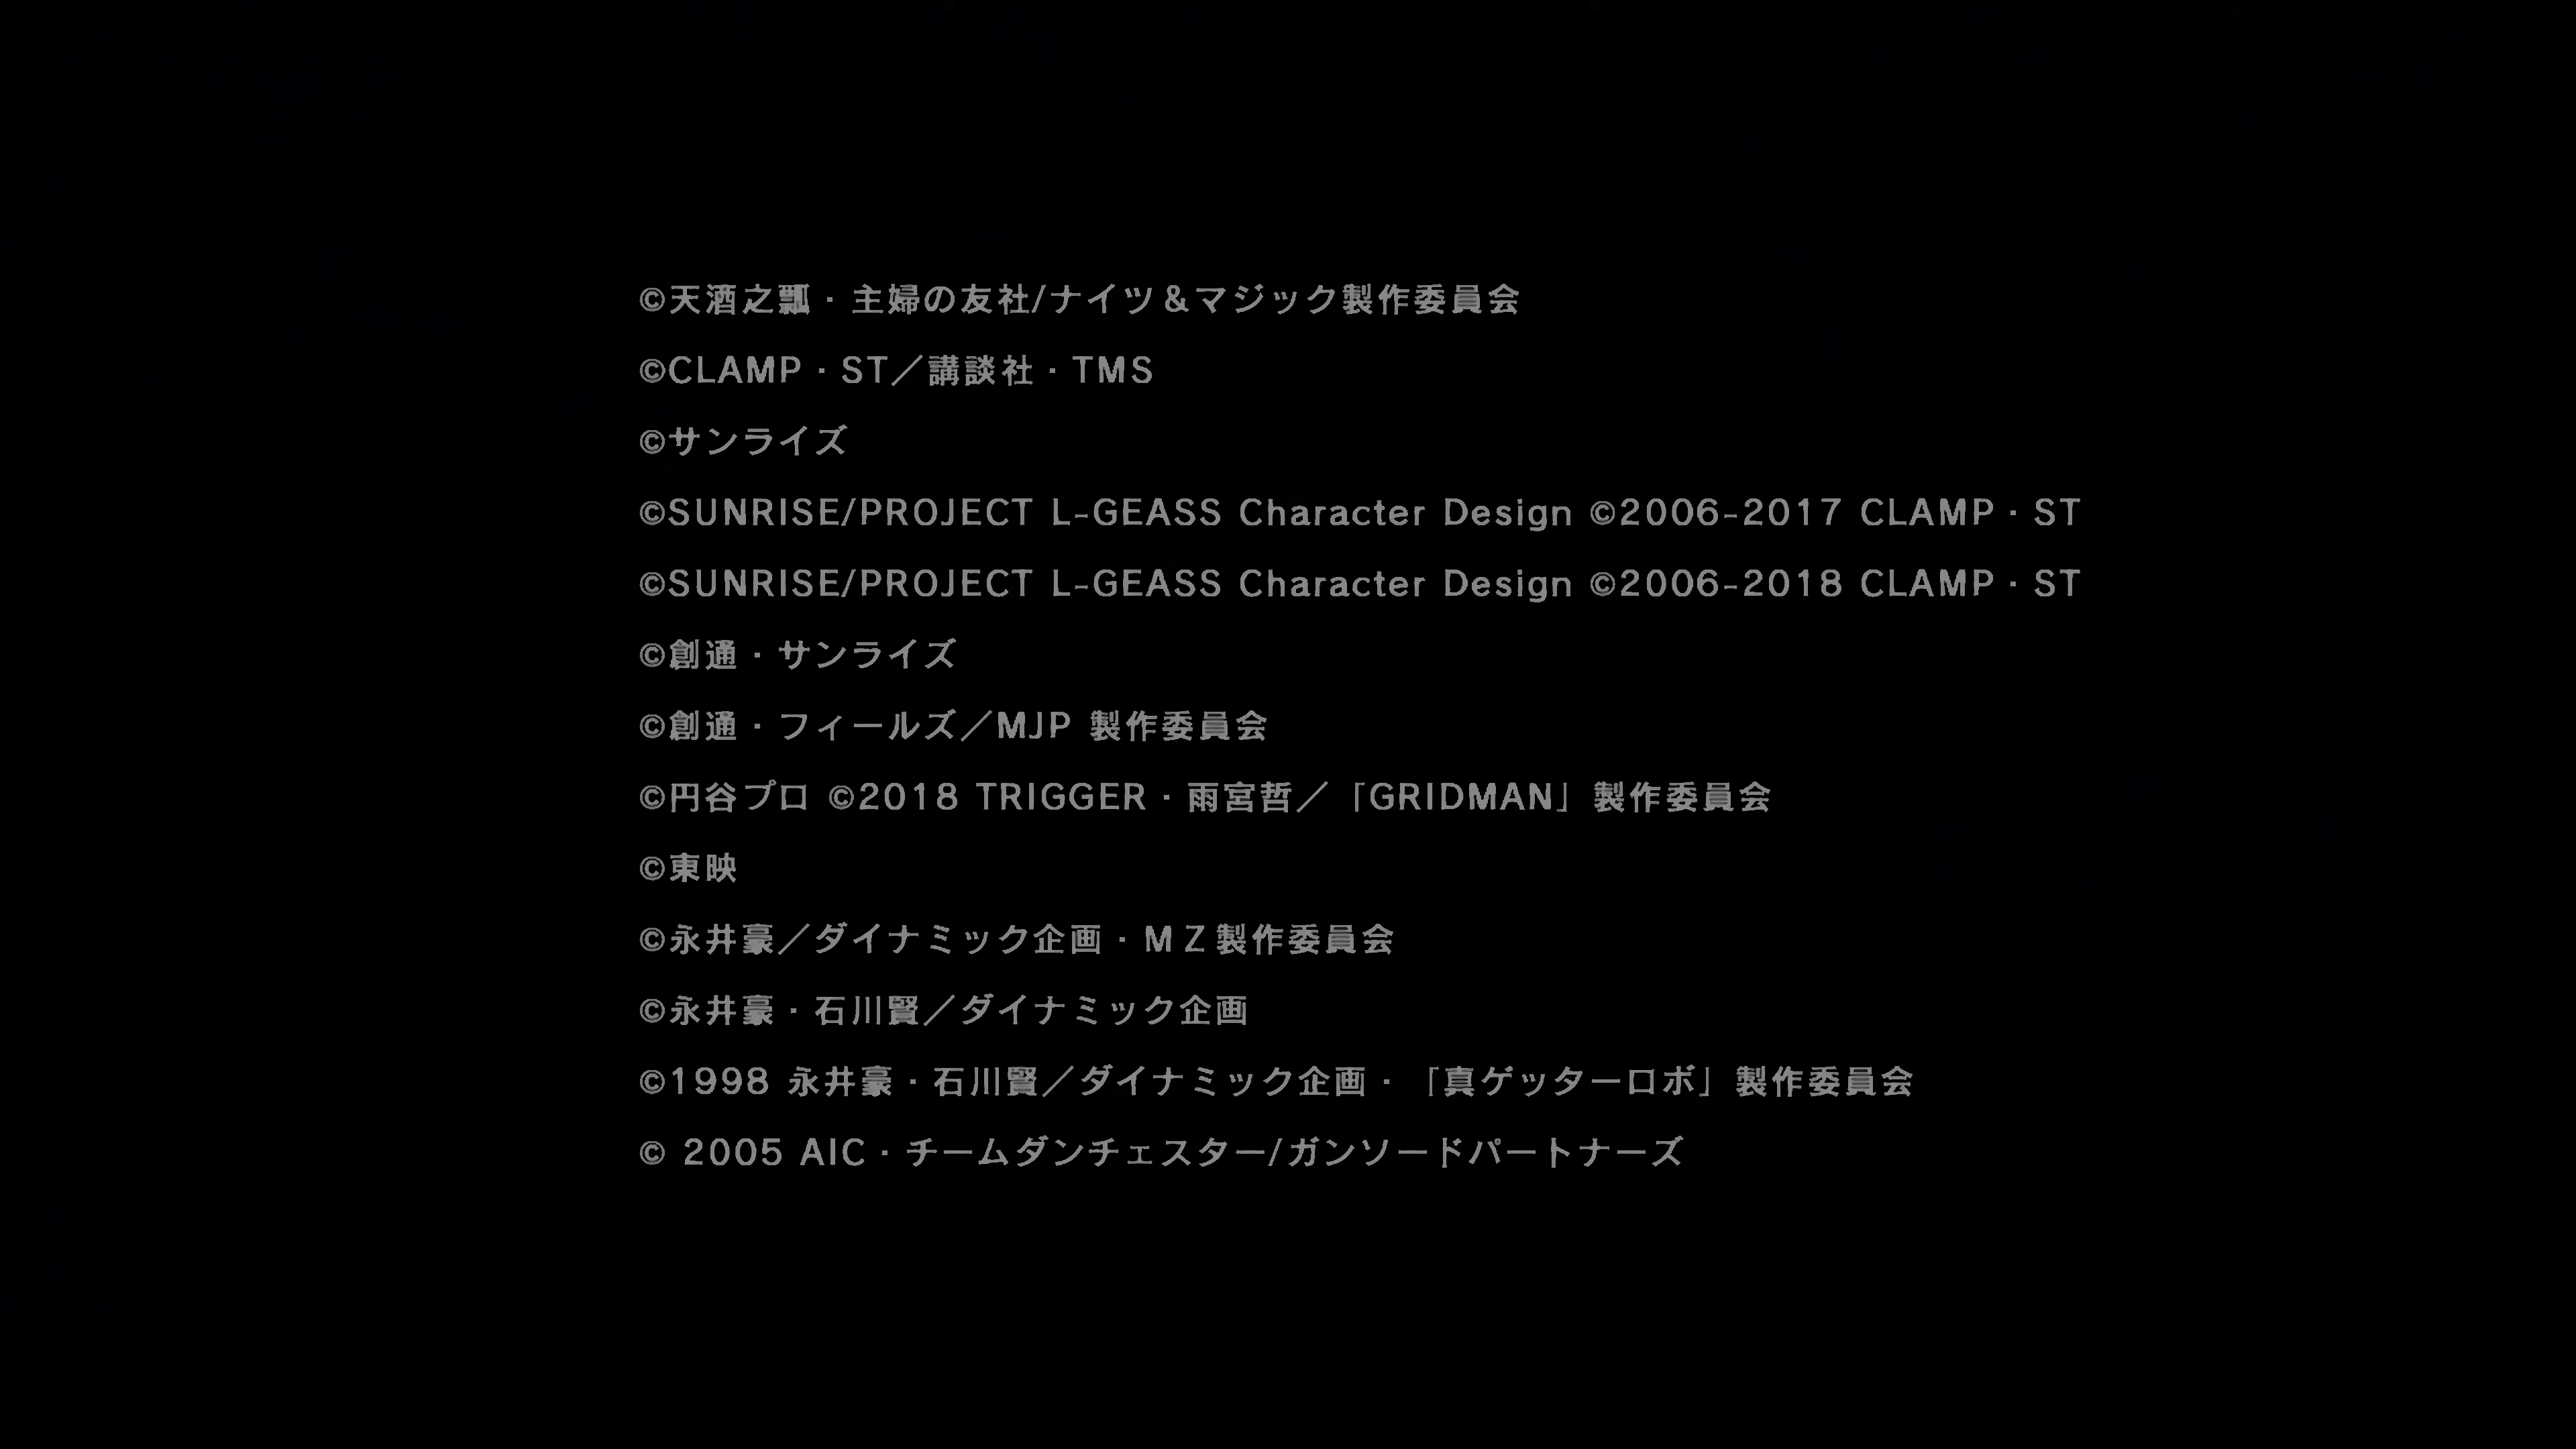 ©天酒之瓢・主婦の友社/ナイツ＆マジック製作委員会
©CLAMP・ST／講談社・TMS
©サンライズ
©SUNRISE/PROJECT L-GEASS Character Design ©2006-2017 CLAMP・ST
©SUNRISE/PROJECT L-GEASS Character Design ©2006-2018 CLAMP・ST
©創通・サンライズ
©創通・フィールズ／MJP 製作委員会
©円谷プロ ©2018 TRIGGER・雨宮哲／「GRIDMAN」製作委員会
©東映
©永井豪／ダイナミック企画・ＭＺ製作委員会
©永井豪・石川賢／ダイナミック企画
©1998 永井豪・石川賢／ダイナミック企画・「真ゲッターロボ」製作委員会
© 2005 AIC・チームダンチェスター/ガンソードパートナーズ